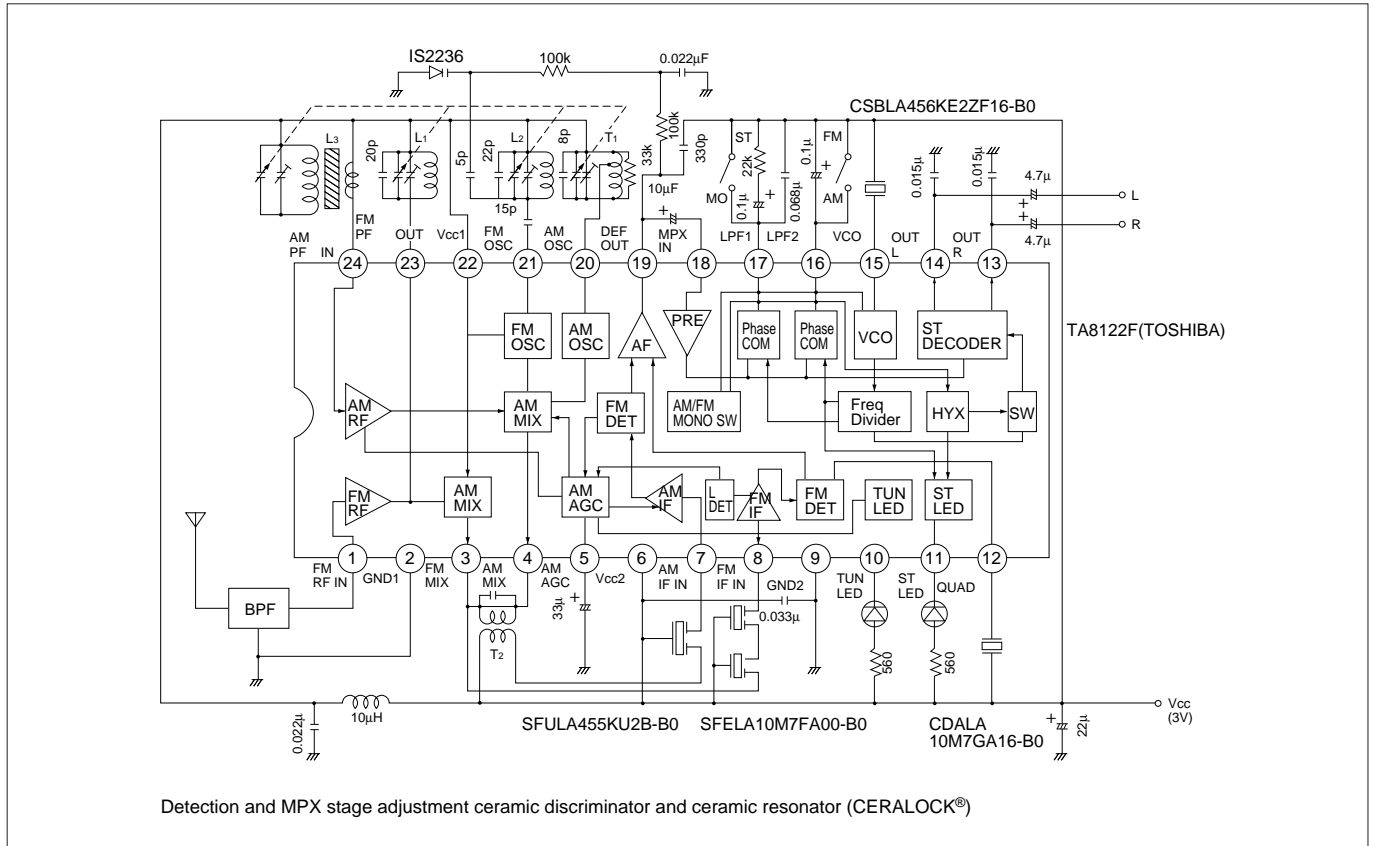 IS2236
100k
0.022μF
CSBLA456KE2ZF16-B0
L3
20p
L1
5p
22p
L2
8p
T1
33k
100k
330p
ST
22k
0.1μ
FM
0.015μ
0.015μ
4.7μ
L
15p
10μF
MO
0.1μ
0.068μ
AM
4.7μ
R
AM PF
FM PF
IN
OUT
Vcc1
FM OSC
AM OSC
DEF OUT
MPX IN
LPF1
LPF2
VCO
OUT L
OUT R
24
23
22
21
20
19
18
17
16
15
14
13
TA8122F(TOSHIBA)
FM OSC
AM OSC
AF
PRE
Phase COM
Phase COM
VCO
ST DECODER
AM RF
AM MIX
FM DET
AM/FM MONO SW
Freq Divider
HYX
SW
FM RF
AM MIX
AM AGC
AM IF
L DET
FM IF
FM DET
TUN LED
ST LED
1
2
3
4
5
6
7
8
9
10
11
12
FM RF IN
GND1
FM MIX
AM MIX
AM AGC
Vcc2
AM IF IN
FM IF IN
GND2
TUN LED
ST LED
QUAD
BPF
T2
33μ
0.033μ
560
560
0.022μ
10μH
SFULA455KU2B-B0
SFELA10M7FA00-B0
CDALA
10M7GA16-B0
22μ
Vcc
(3V)
Detection and MPX stage adjustment ceramic discriminator and ceramic resonator (CERALOCK®)